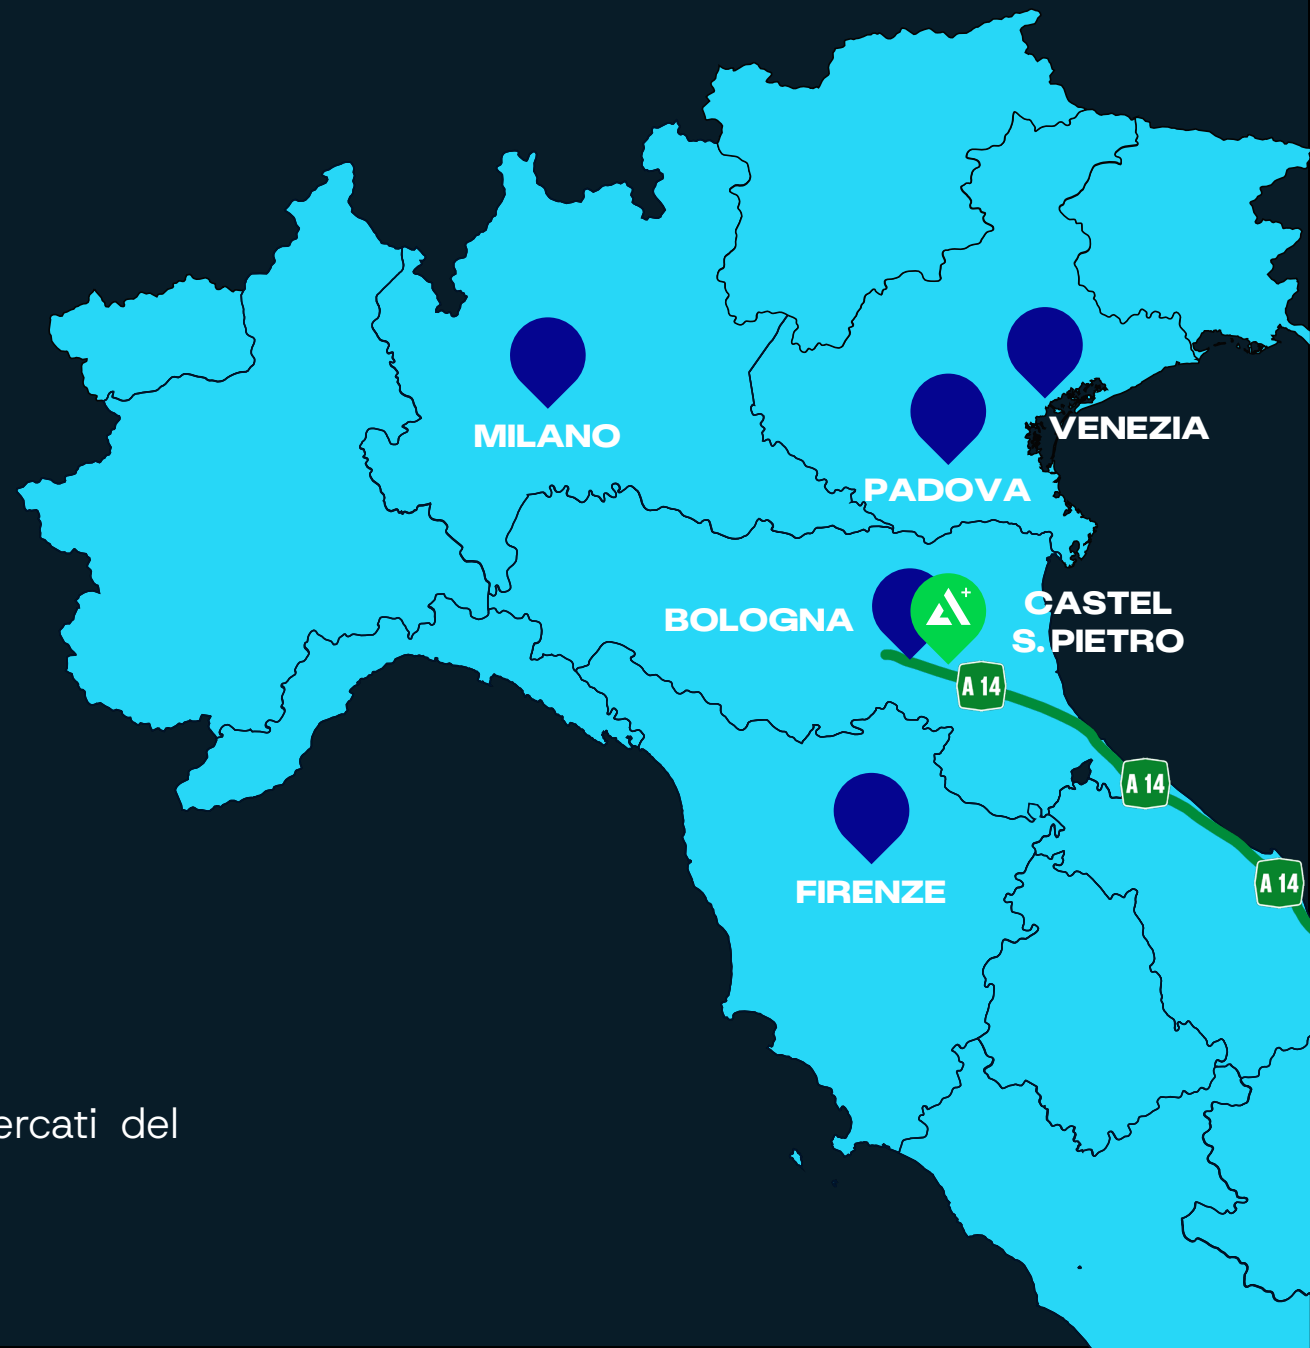 MILANO
VENEZIA
PADOVA
BOLOGNA
CASTEL
S. PIETRO
A 14
A 14
FIRENZE
A 14
ercati del